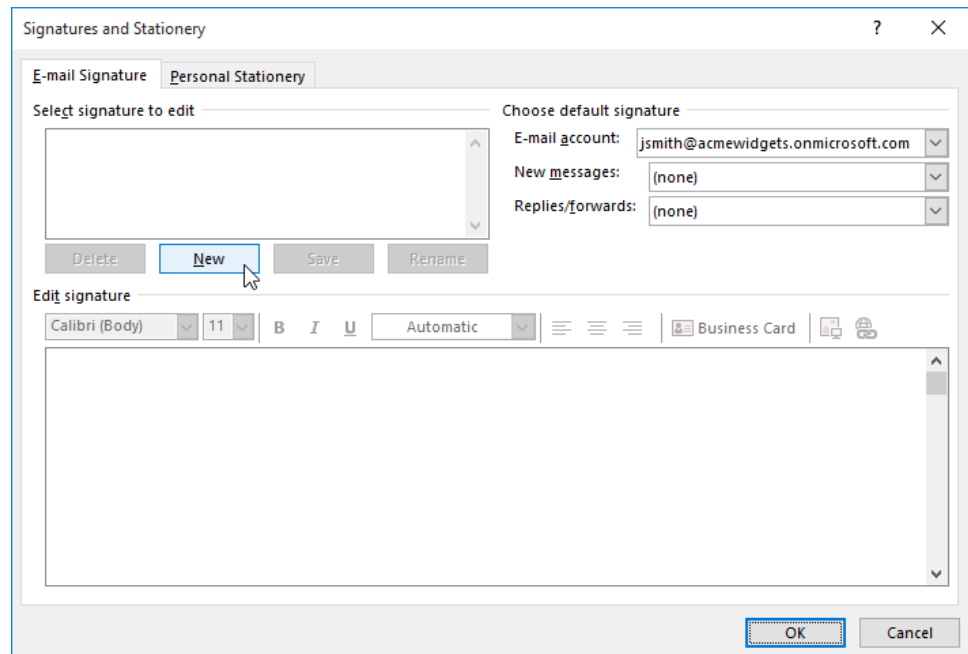 Signatures and Stationery ?
E-mail Signature Personal Stationery
Select signature to edit
Choose default signature
E-mail account: jsmith@acmewidgets.onmicrosoft.com
New messages: (none)
Replies/forwards: (none)
Delete New Save Rename
Edit signature
Calibri (Body) 11 B I U Automatic Business Card
OK Cancel